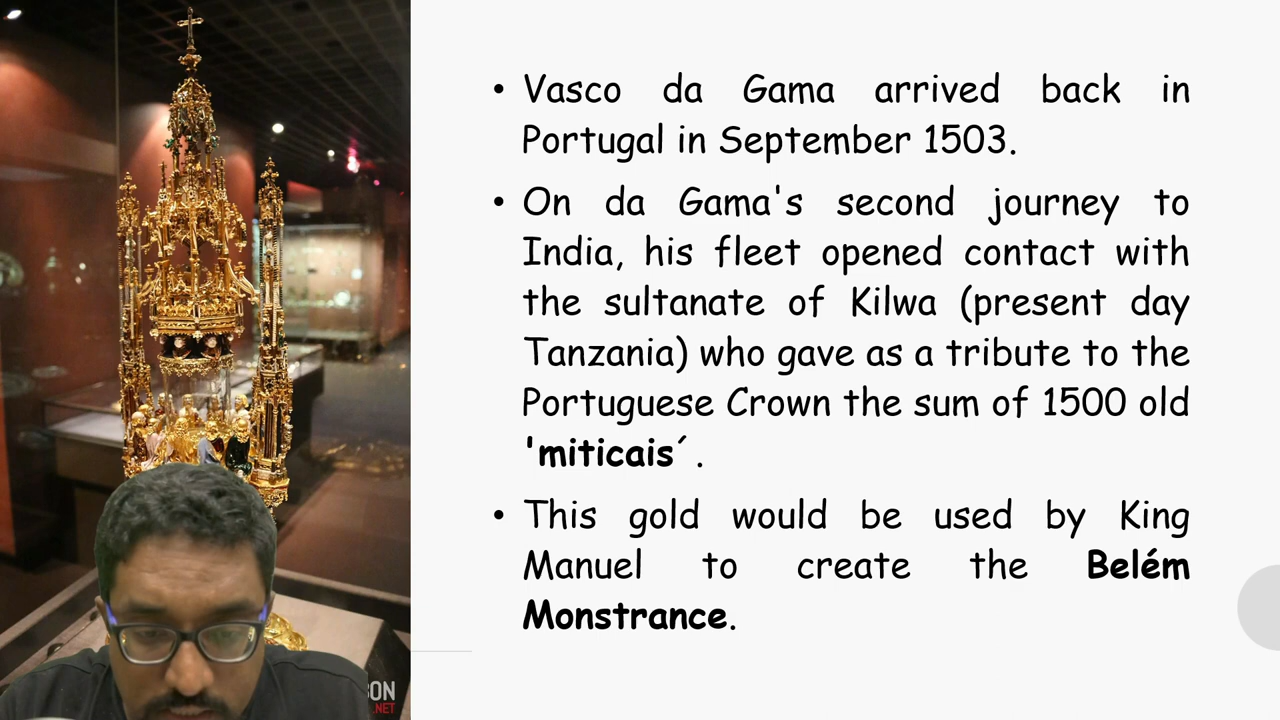 • Vasco da Gama arrived back in
Portugal in September 1503.
• On da Gama's second journey to
India, his fleet opened contact with
the sultanate of Kilwa (present day
Tanzania) who gave as a tribute to the
Portuguese Crown the sum of 1500 old
'miticais´.
• This gold would be used by King
Manuel to create the Belém
Monstrance.
.NET